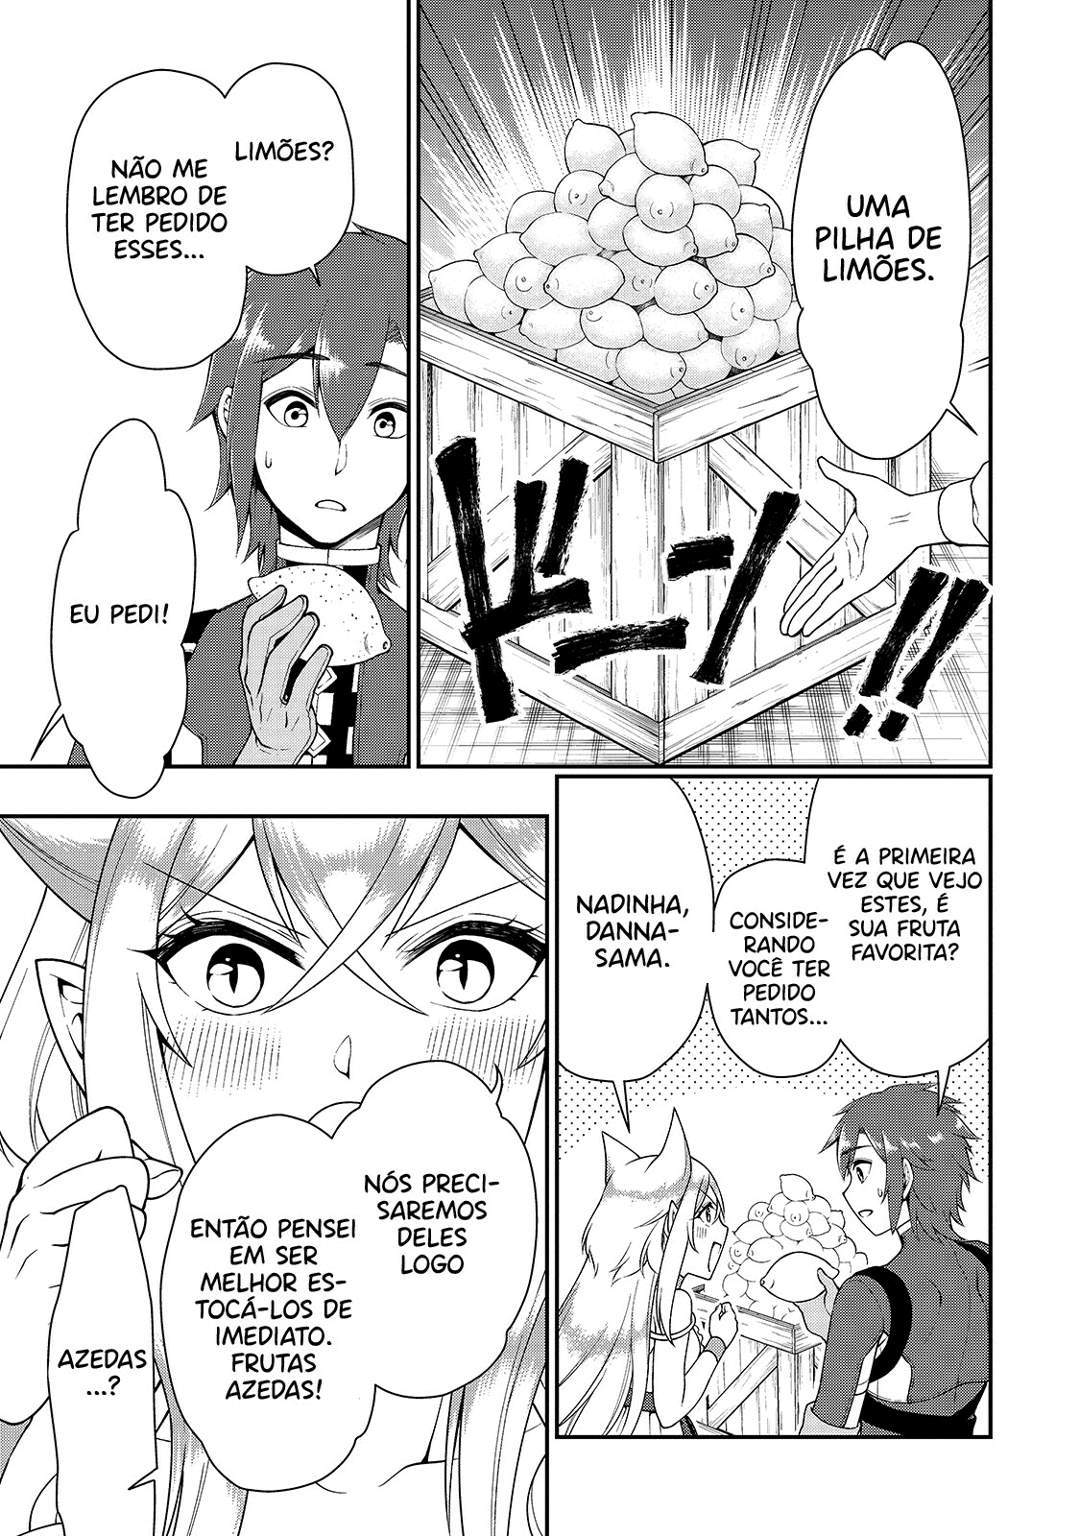 UMA
PILHA DE
LIMÕES.
ドーン!!
LIMÕES?
NÃO ME
LEMBRO DE
TER PEDIDO
ESSES...
EU PEDI!
É A PRIMEIRA
VEZ QUE VEJO
ESTES, É
SUA FRUTA
FAVORITA?
CONSIDE-
RANDO
VOCÊ TER
PEDIDO
TANTOS...
NADINHA,
DANNA-
SAMA.
NÓS PRECI-
SAREMOS
DELES
LOGO
ENTÃO PENSEI
EM SER
MELHOR ES-
TOCÁ-LOS DE
IMEDIATO.
FRUTAS
AZEDAS!
AZEDAS
...?